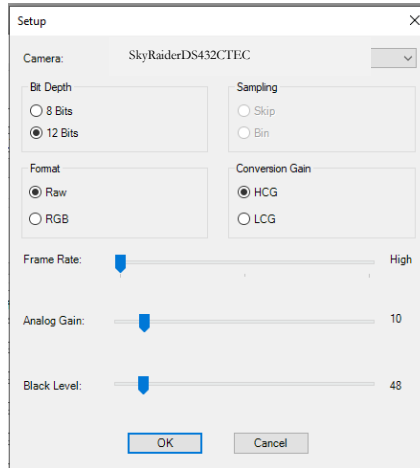 Setup
Camera: SkyRaiderDS432CTEC
Bit Depth
8 Bits
12 Bits
Sampling
Skip
Bin
Format
Raw
RGB
Conversion Gain
HCG
LCG
Frame Rate: High
Analog Gain: 10
Black Level: 48
OK Cancel